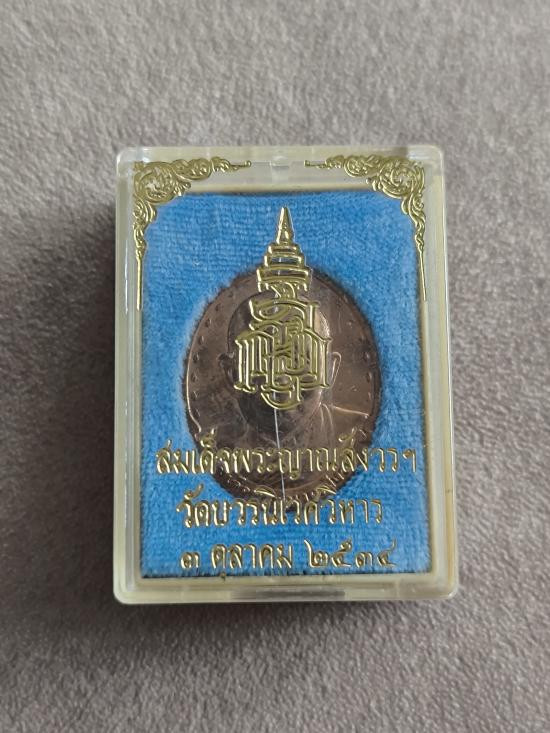 สมเด็จพระญาณสังวรฯ
วัดบวรนิเวศวิหาร
๓ ตุลาคม ๒๕๓๔